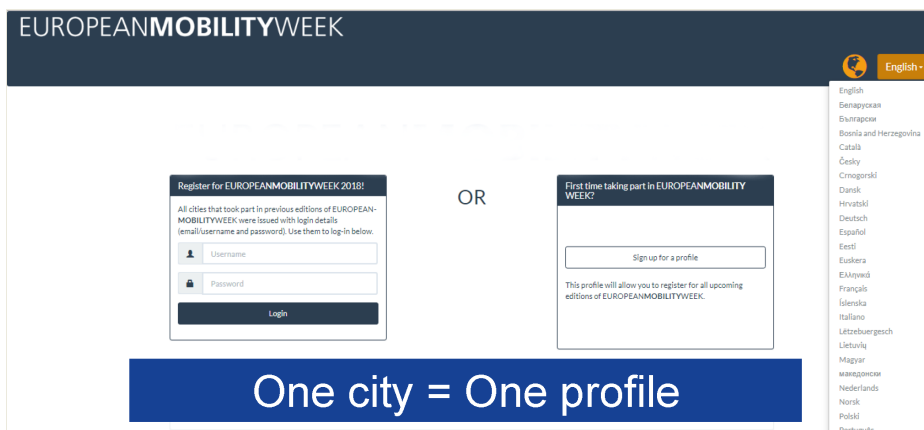 EUROPEANMOBILITYWEEK
English
English
Беларуская
Български
Bosnia and Herzegovina
Català
Česky
Crnogorski
Dansk
Hrvatski
Deutsch
Español
Eesti
Euskera
Ελληνικά
Français
Íslenska
Italiano
Lëtzebuergesch
Lietuvių
Magyar
македонски
Nederlands
Norsk
Polski
Português
Register for EUROPEANMOBILITYWEEK 2018!
All cities that took part in previous editions of EUROPEAN-
MOBILITYWEEK were issued with login details
(email/username and password). Use them to log-in below.
Username
Password
Login
OR
First time taking part in EUROPEANMOBILITY
WEEK?
Sign up for a profile
This profile will allow you to register for all upcoming
editions of EUROPEANMOBILITYWEEK.
One city = One profile